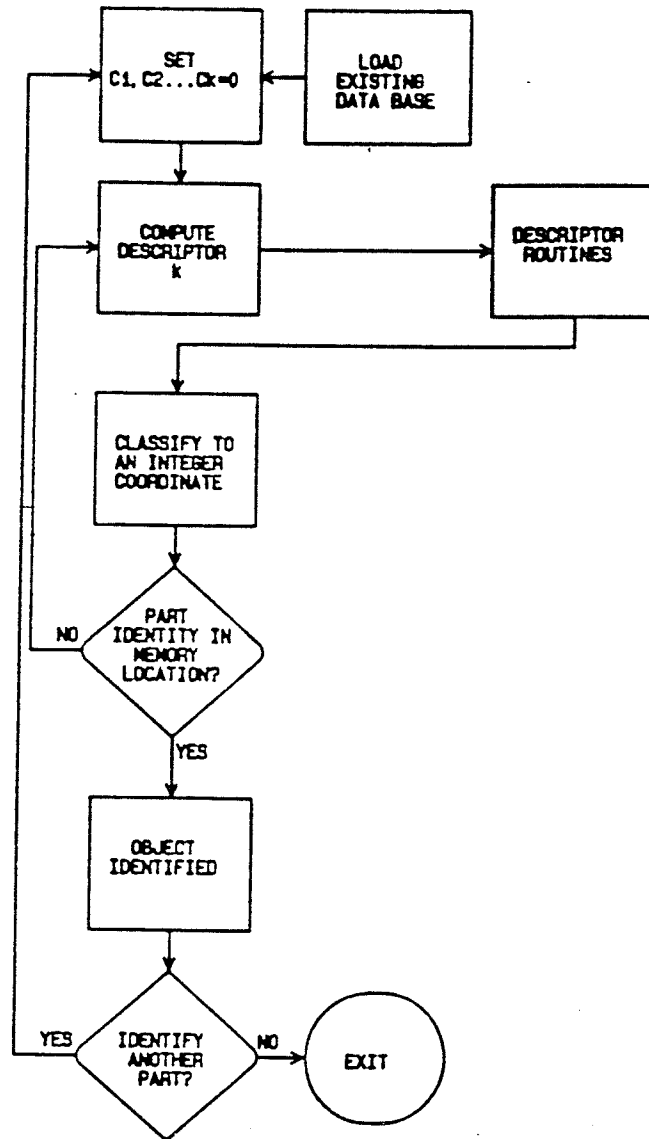 SET
C1, C2...Ck=0
LOAD
EXISTING
DATA BASE
COMPUTE
DESCRIPTOR
k
DESCRIPTOR
ROUTINES
CLASSIFY TO
AN INTEGER
COORDINATE
PART
IDENTITY IN
MEMORY
LOCATION?
NO
YES
OBJECT
IDENTIFIED
IDENTIFY
ANOTHER
PART?
YES
NO
EXIT